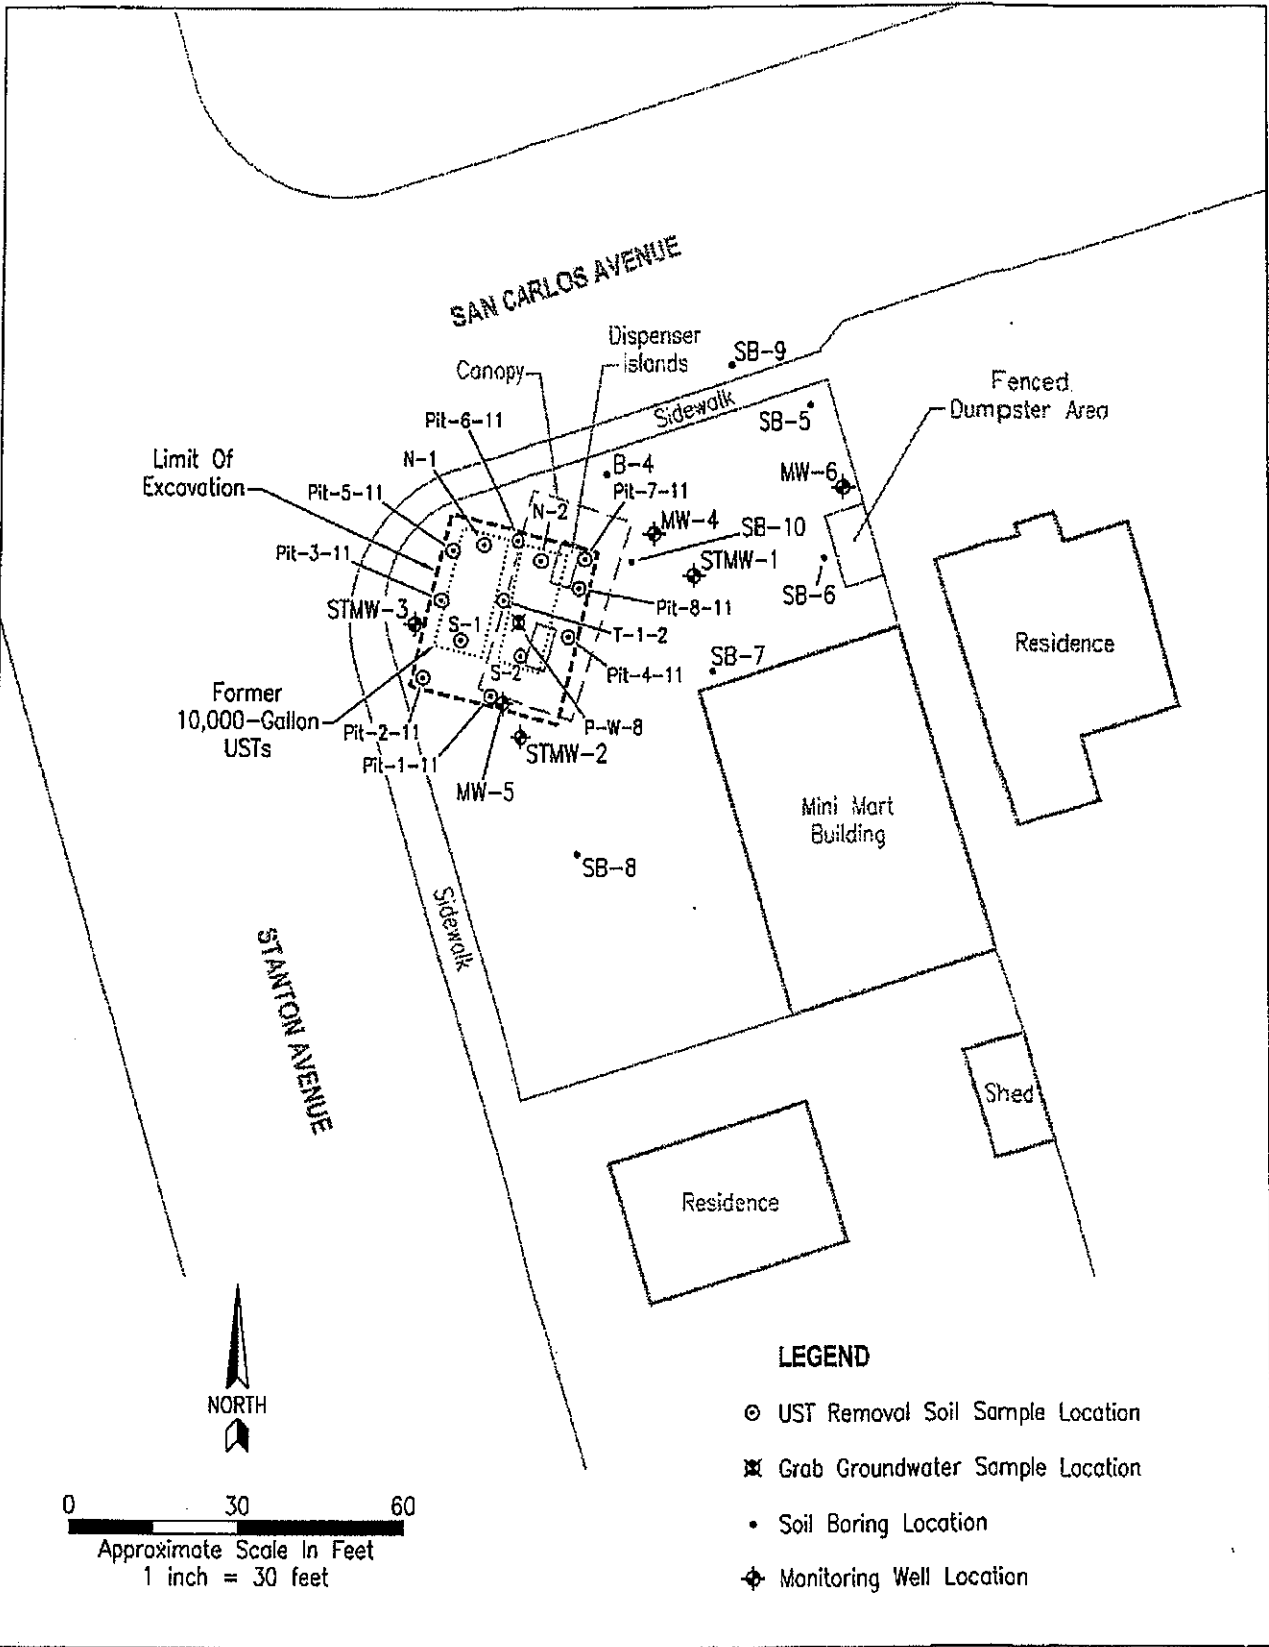 SAN CARLOS AVENUE
Dispenser
Islands
Canopy
SB-9
Fenced
Dumpster Area
Sidewalk
SB-5
Pit-6-11
N-1
Limit Of
Excavation
B-4
MW-6
Pit-5-11
Pit-7-11
N-2
MW-4
SB-10
Pit-3-11
STMW-1
SB-6
Pit-8-11
STMW-3
S-1
T-1-2
Residence
SB-7
S-2
Pit-4-11
Former
10,000-Gallon
USTs
Pit-2-11
P-W-8
Pit-1-11
STMW-2
MW-5
Mini Mart
Building
SB-8
Sidewalk
STANTON AVENUE
Shed
Residence
NORTH
0 30 60
Approximate Scale In Feet
1 inch = 30 feet
LEGEND
UST Removal Soil Sample Location
Grab Groundwater Sample Location
Soil Boring Location
Monitoring Well Location